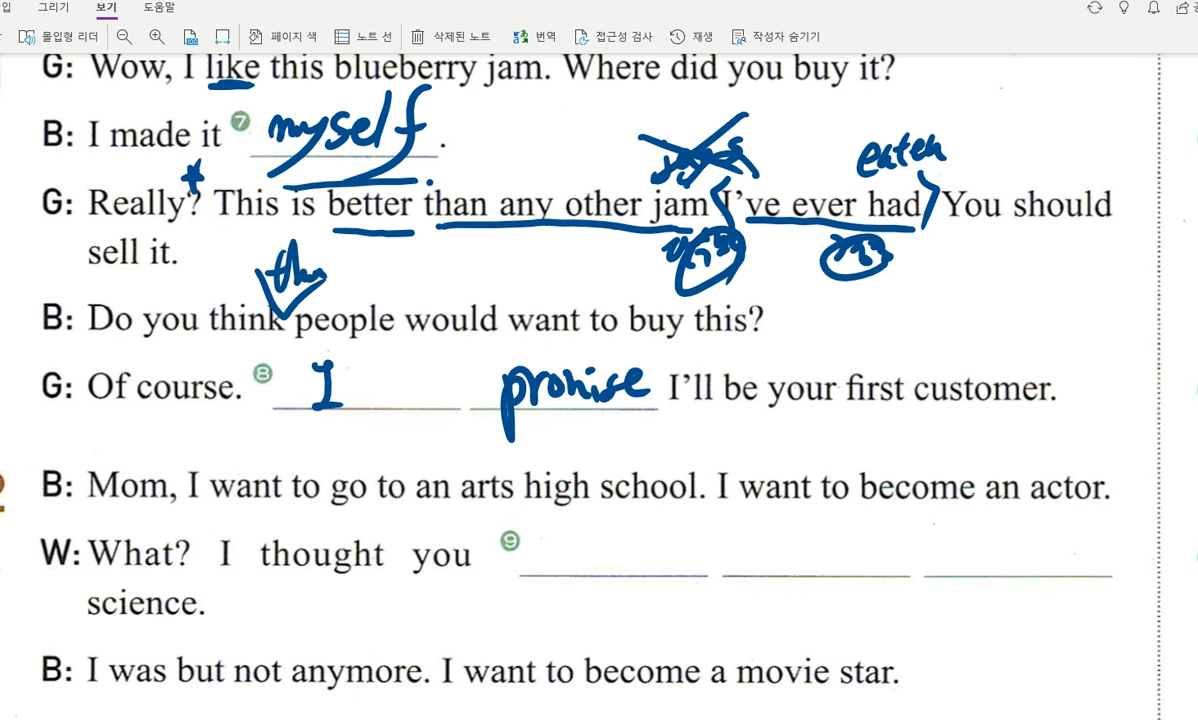 그리기 보기 도움말
몰입형 리더 페이지 색 노트 선 삭제된 노트 번역 접근성 검사 재생 작성자 숨기기
G: Wow, I like this blueberry jam. Where did you buy it?
B: I made it ⑦ myself.
eaten
G: Really? This is better than any other jam I've ever had You should
sell it.
than
B: Do you think people would want to buy this?
G: Of course. ⑧ I promise I'll be your first customer.
B: Mom, I want to go to an arts high school. I want to become an actor.
W: What? I thought you ⑨
science.
B: I was but not anymore. I want to become a movie star.